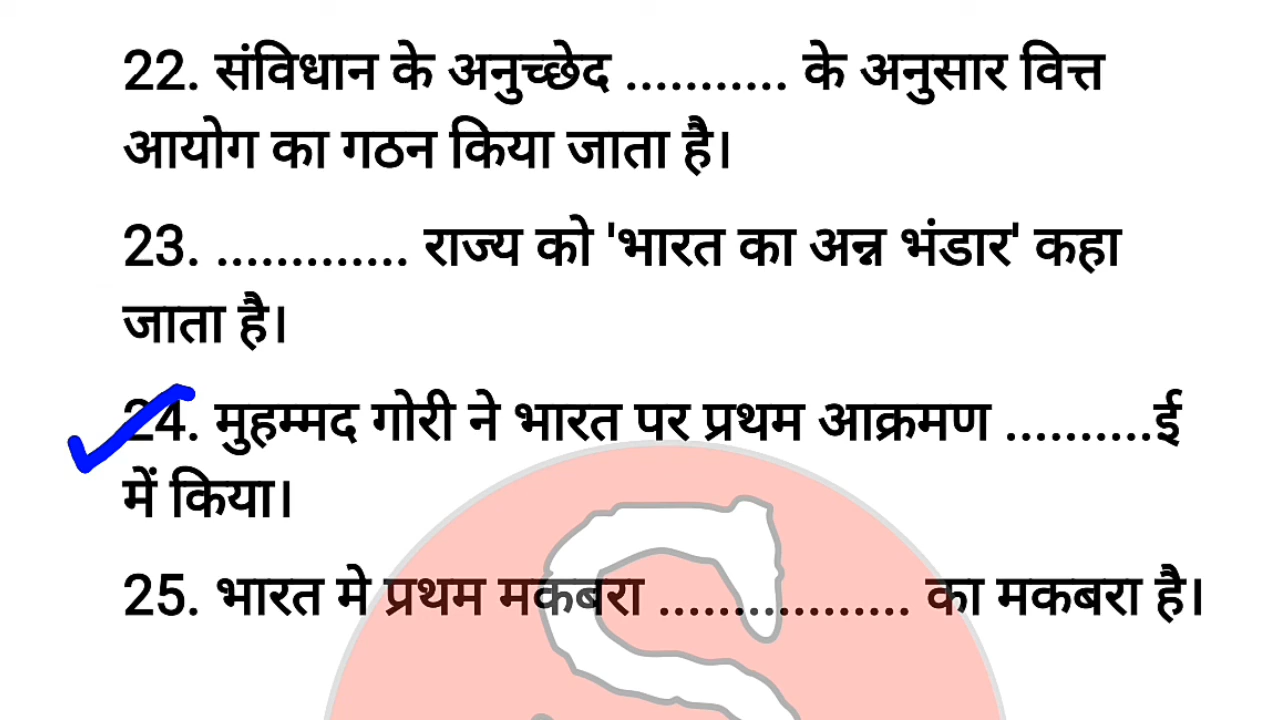 22. संविधान के अनुच्छेद ........... के अनुसार वित्त
आयोग का गठन किया जाता है।
23. ............. राज्य को 'भारत का अन्न भंडार' कहा
जाता है।
24. मुहम्मद गोरी ने भारत पर प्रथम आक्रमण ..........ई
में किया।
25. भारत मे प्रथम मकबरा ................. का मकबरा है।